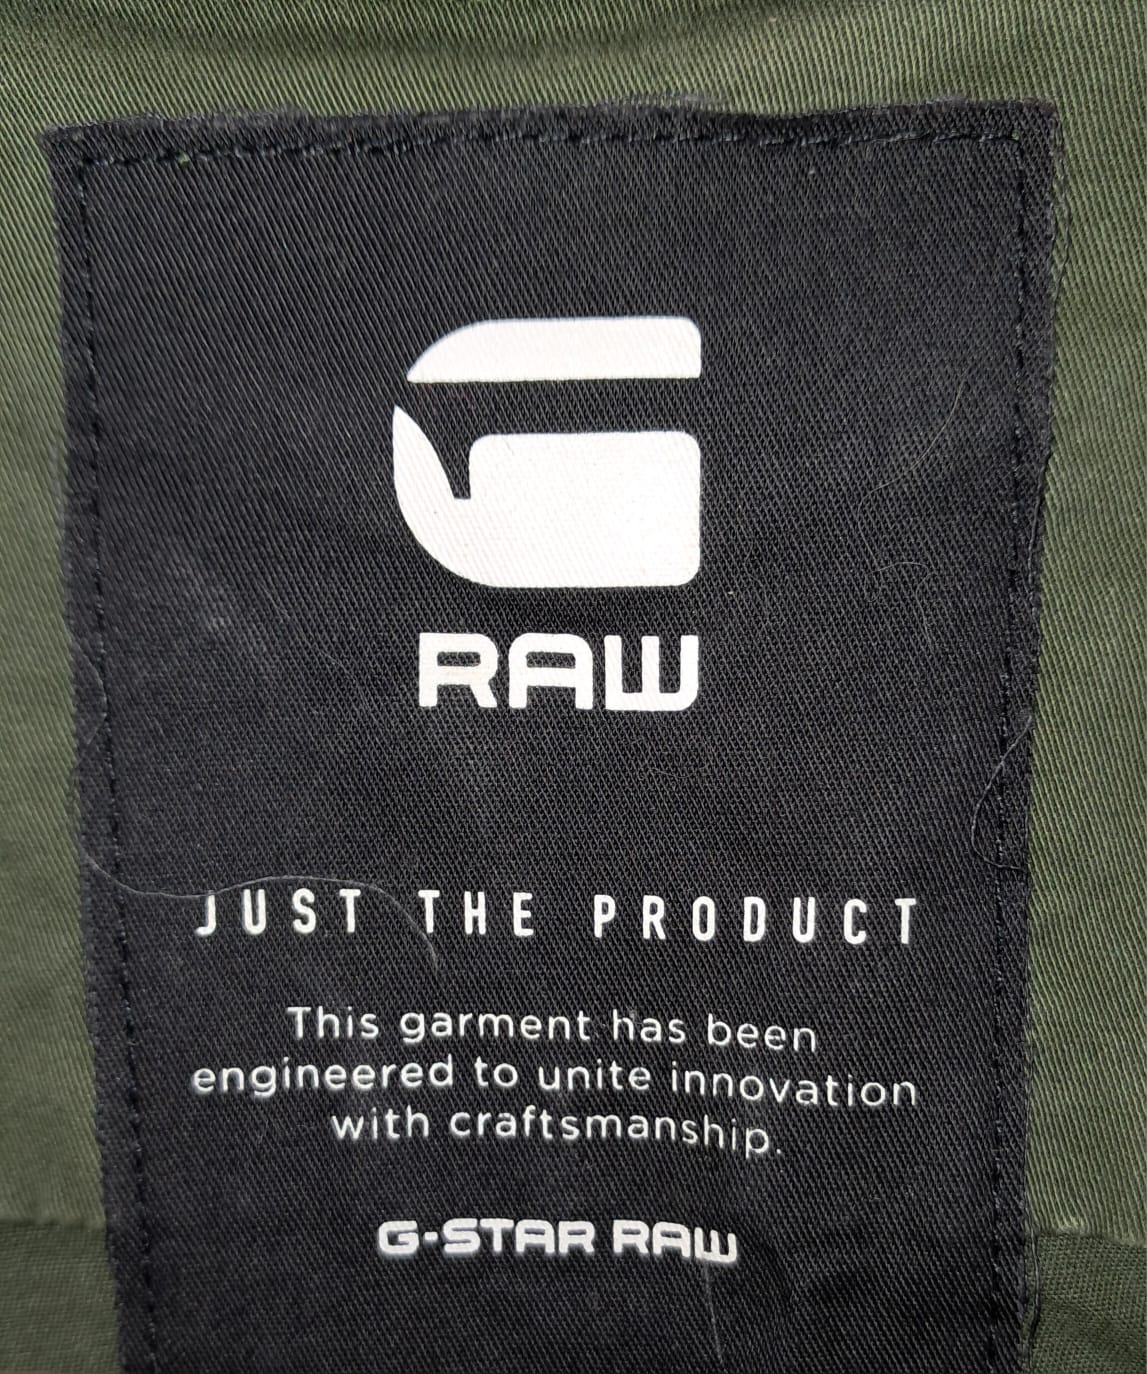 G
RAW
JUST THE PRODUCT
This garment has been
engineered to unite innovation
with craftsmanship.
G-STAR RAW